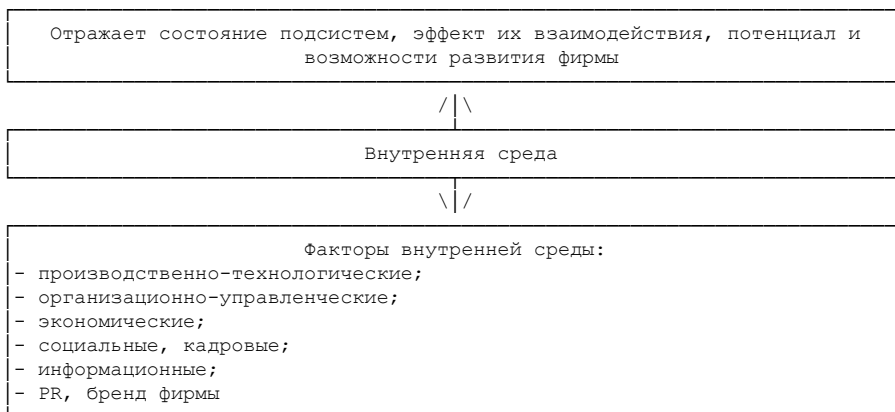 Отражает состояние подсистем, эффект их взаимодействия, потенциал и
возможности развития фирмы
Внутренняя среда
Факторы внутренней среды:
- производственно-технологические;
- организационно-управленческие;
- экономические;
- социальные, кадровые;
- информационные;
- PR, бренд фирмы